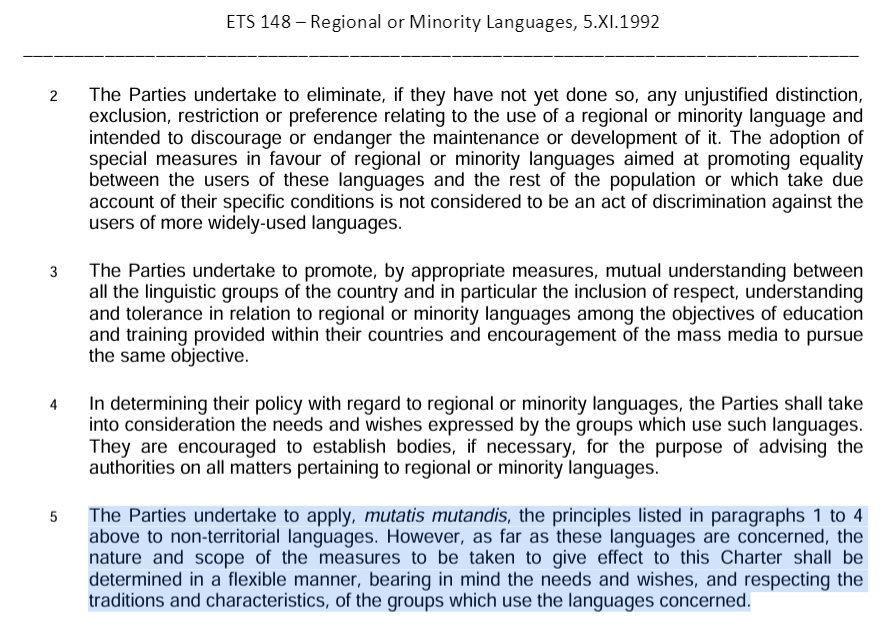 ETS 148 – Regional or Minority Languages, 5.XI.1992
2 The Parties undertake to eliminate, if they have not yet done so, any unjustified distinction,
exclusion, restriction or preference relating to the use of a regional or minority language and
intended to discourage or endanger the maintenance or development of it. The adoption of
special measures in favour of regional or minority languages aimed at promoting equality
between the users of these languages and the rest of the population or which take due
account of their specific conditions is not considered to be an act of discrimination against the
users of more widely-used languages.
3 The Parties undertake to promote, by appropriate measures, mutual understanding between
all the linguistic groups of the country and in particular the inclusion of respect, understanding
and tolerance in relation to regional or minority languages among the objectives of education
and training provided within their countries and encouragement of the mass media to pursue
the same objective.
4 In determining their policy with regard to regional or minority languages, the Parties shall take
into consideration the needs and wishes expressed by the groups which use such languages.
They are encouraged to establish bodies, if necessary, for the purpose of advising the
authorities on all matters pertaining to regional or minority languages.
5 The Parties undertake to apply, mutatis mutandis, the principles listed in paragraphs 1 to 4
above to non-territorial languages. However, as far as these languages are concerned, the
nature and scope of the measures to be taken to give effect to this Charter shall be
determined in a flexible manner, bearing in mind the needs and wishes, and respecting the
traditions and characteristics, of the groups which use the languages concerned.